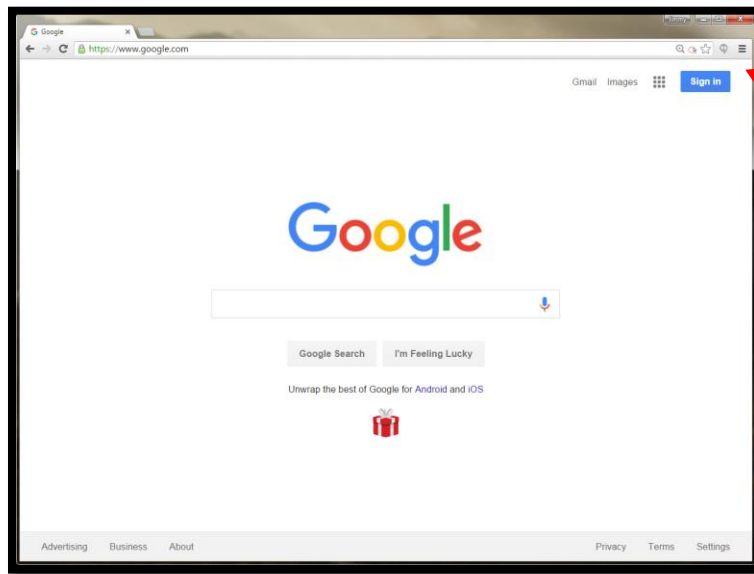 Google
https://www.google.com
Gmail Images Sign in
Google
Google Search I'm Feeling Lucky
Unwrap the best of Google for Android and iOS
Advertising Business About Privacy Terms Settings